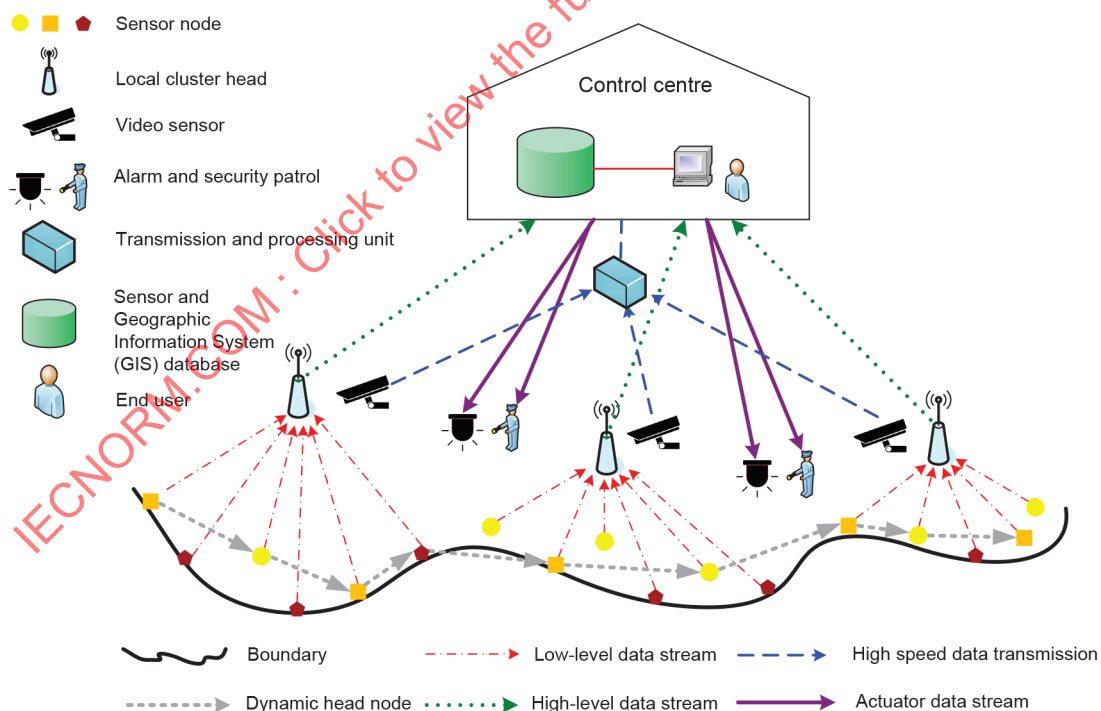 Sensor node
Local cluster head
Video sensor
Alarm and security patrol
Transmission and processing unit
Sensor and
Geographic
Information System
(GIS) database
End user
Control centre
IECNORM.COM : Click to view the fu
Boundary
Low-level data stream
High speed data transmission
Dynamic head node
High-level data stream
Actuator data stream